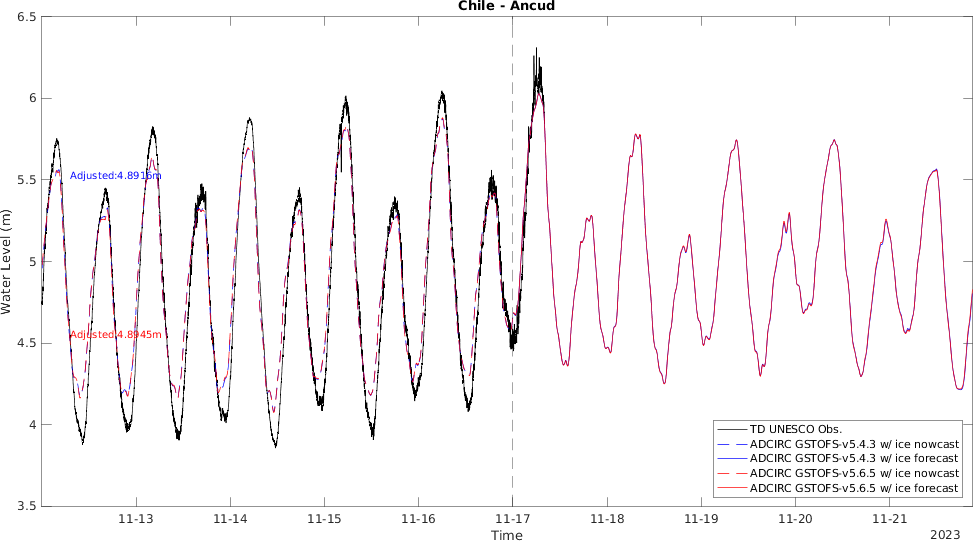 Chile - Ancud
6.5
6
5.5
5
4.5
4
3.5
Water Level (m)
Adjusted:4.8916m
Adjusted:4.8945m
TD UNESCO Obs.
ADCIRC GSTOFS-v5.4.3 w/ ice nowcast
ADCIRC GSTOFS-v5.4.3 w/ ice forecast
ADCIRC GSTOFS-v5.6.5 w/ ice nowcast
ADCIRC GSTOFS-v5.6.5 w/ ice forecast
11-13 11-14 11-15 11-16 11-17 11-18 11-19 11-20 11-21
Time
2023